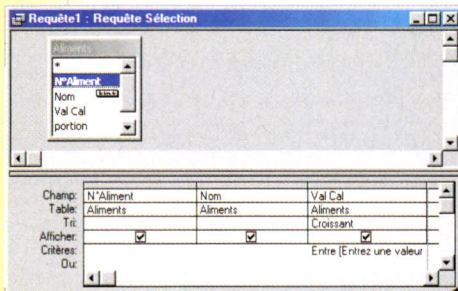 Requête1 : Requête Sélection
Aliments
*
N°Aliment
Nom
Val Cal
portion
Champ: N°Aliment Nom Val Cal
Table: Aliments Aliments Aliments
Tri: Croissant
Afficher:
Critères: Entre [Entrez une valeur
Ou: